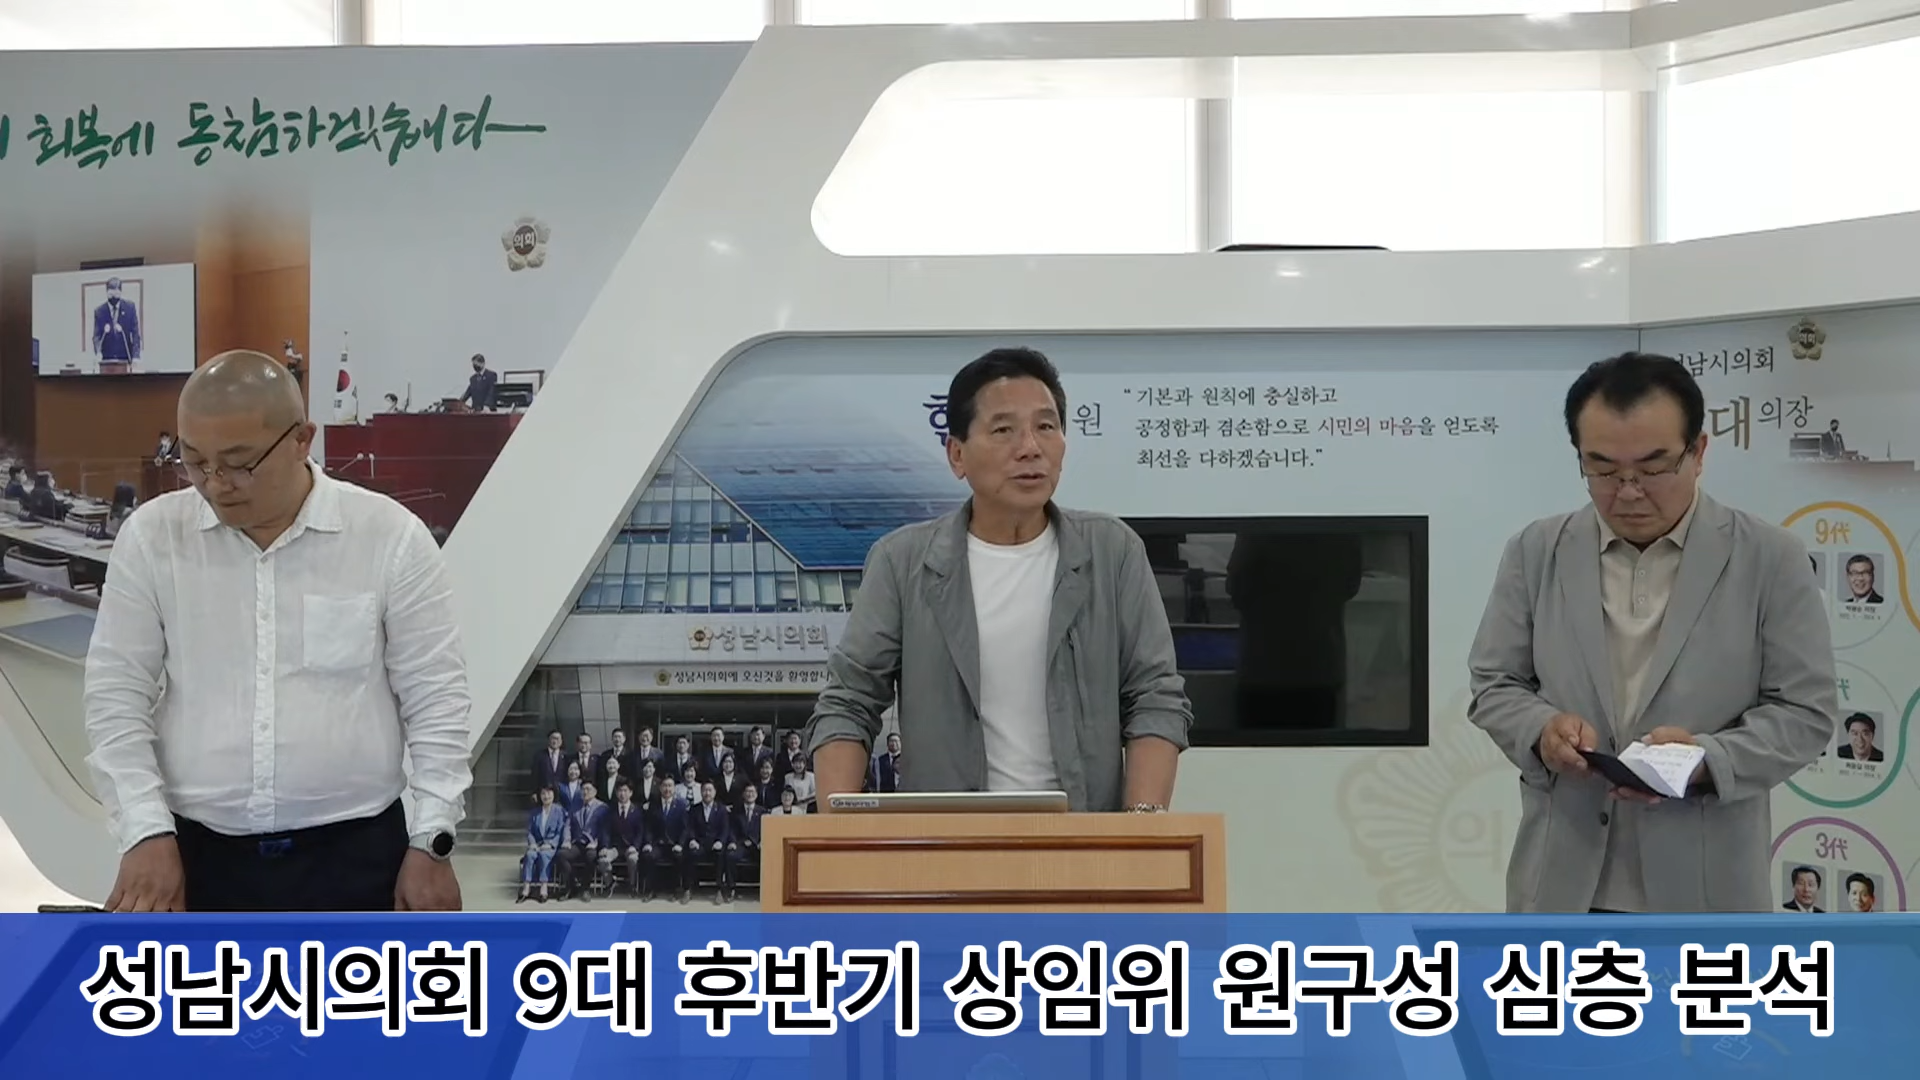 회복에 동참하겠습니다
의회
성남시의회
대 의장
원
“기본과 원칙에 충실하고
공정함과 겸손함으로 시민의 마음을 얻도록
최선을 다하겠습니다.”
9代
성남시의회
성남시의회에 오신것을 환영합니
代
의
3代
성남시의회 9대 후반기 상임위 원구성 심층 분석